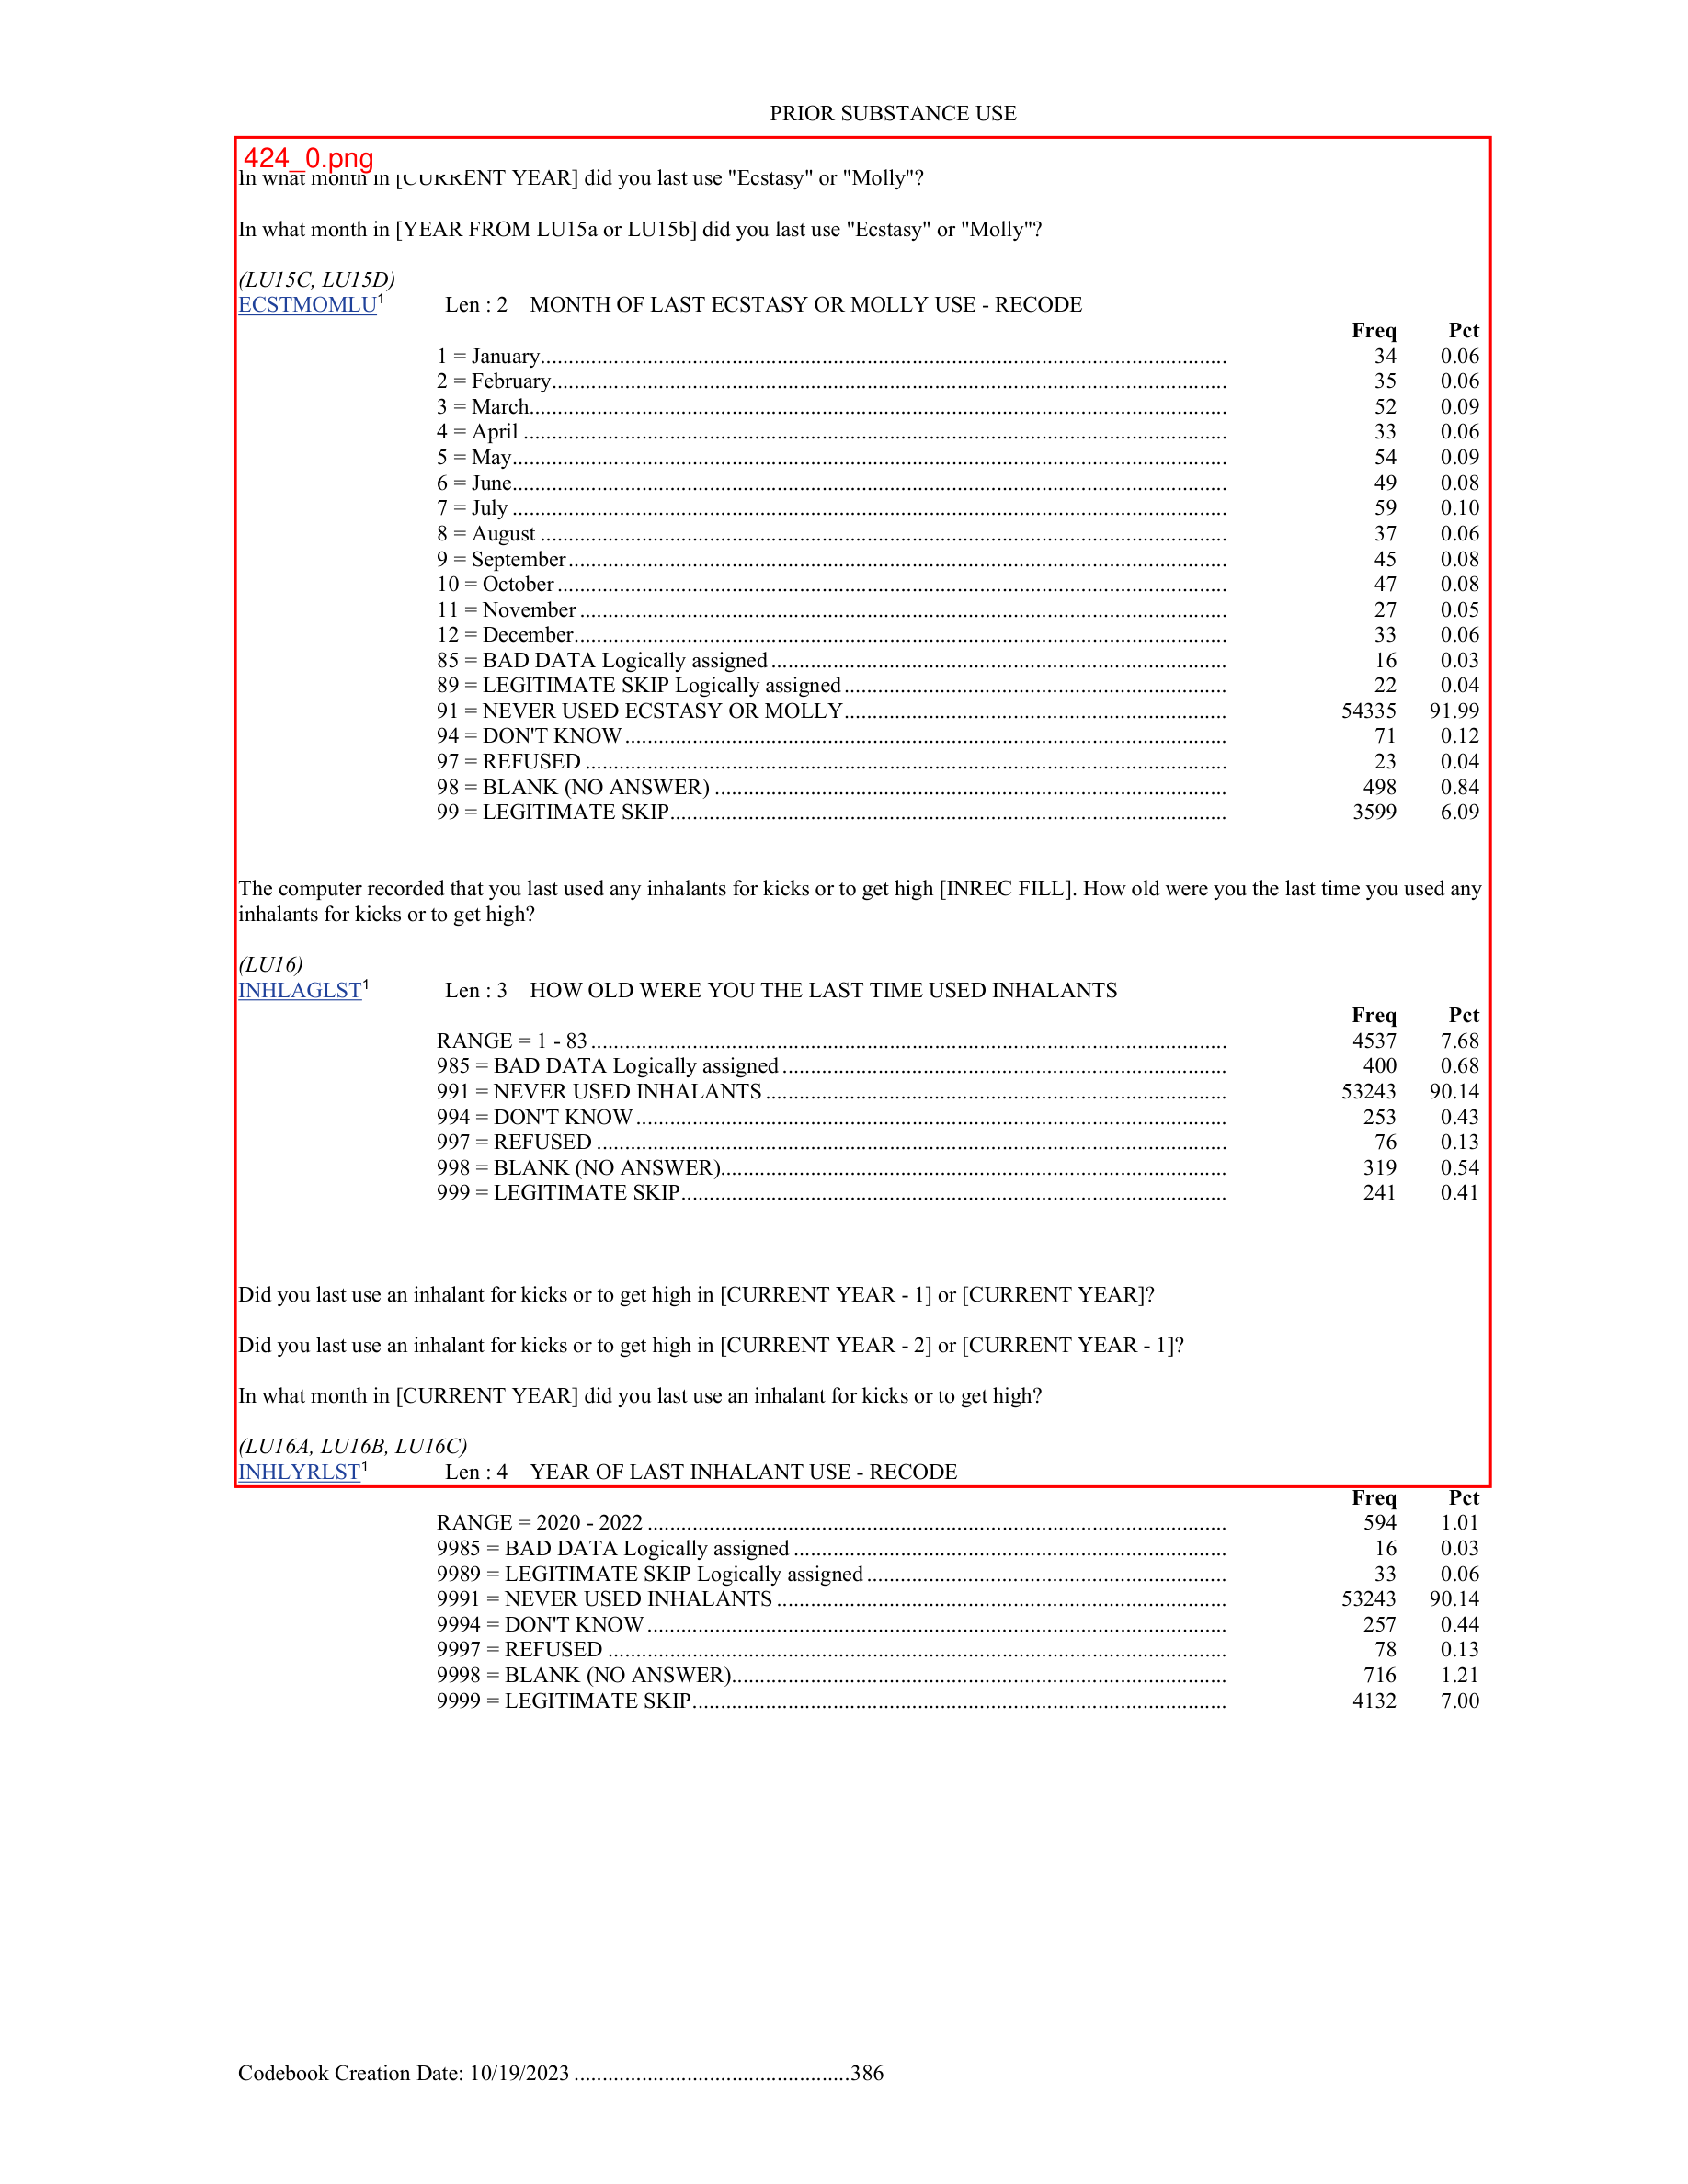 PRIOR SUBSTANCE USE
424_0.png
In what month in [CURRENT YEAR] did you last use "Ecstasy" or "Molly"?
In what month in [YEAR FROM LU15a or LU15b] did you last use "Ecstasy" or "Molly"?
(LU15C, LU15D)
ECSTMOMLU1 Len : 2 MONTH OF LAST ECSTASY OR MOLLY USE - RECODE
Freq Pct
1 = January 34 0.06
2 = February 35 0.06
3 = March 52 0.09
4 = April 33 0.06
5 = May 54 0.09
6 = June 49 0.08
7 = July 59 0.10
8 = August 37 0.06
9 = September 45 0.08
10 = October 47 0.08
11 = November 27 0.05
12 = December 33 0.06
85 = BAD DATA Logically assigned 16 0.03
89 = LEGITIMATE SKIP Logically assigned 22 0.04
91 = NEVER USED ECSTASY OR MOLLY 54335 91.99
94 = DON'T KNOW 71 0.12
97 = REFUSED 23 0.04
98 = BLANK (NO ANSWER) 498 0.84
99 = LEGITIMATE SKIP 3599 6.09
The computer recorded that you last used any inhalants for kicks or to get high [INREC FILL]. How old were you the last time you used any
inhalants for kicks or to get high?
(LU16)
INHLAGLST1 Len : 3 HOW OLD WERE YOU THE LAST TIME USED INHALANTS
Freq Pct
RANGE = 1 - 83 4537 7.68
985 = BAD DATA Logically assigned 400 0.68
991 = NEVER USED INHALANTS 53243 90.14
994 = DON'T KNOW 253 0.43
997 = REFUSED 76 0.13
998 = BLANK (NO ANSWER) 319 0.54
999 = LEGITIMATE SKIP 241 0.41
Did you last use an inhalant for kicks or to get high in [CURRENT YEAR - 1] or [CURRENT YEAR]?
Did you last use an inhalant for kicks or to get high in [CURRENT YEAR - 2] or [CURRENT YEAR - 1]?
In what month in [CURRENT YEAR] did you last use an inhalant for kicks or to get high?
(LU16A, LU16B, LU16C)
INHLYRLST1 Len : 4 YEAR OF LAST INHALANT USE - RECODE
Freq Pct
RANGE = 2020 - 2022 594 1.01
9985 = BAD DATA Logically assigned 16 0.03
9989 = LEGITIMATE SKIP Logically assigned 33 0.06
9991 = NEVER USED INHALANTS 53243 90.14
9994 = DON'T KNOW 257 0.44
9997 = REFUSED 78 0.13
9998 = BLANK (NO ANSWER) 716 1.21
9999 = LEGITIMATE SKIP 4132 7.00
Codebook Creation Date: 10/19/2023 386